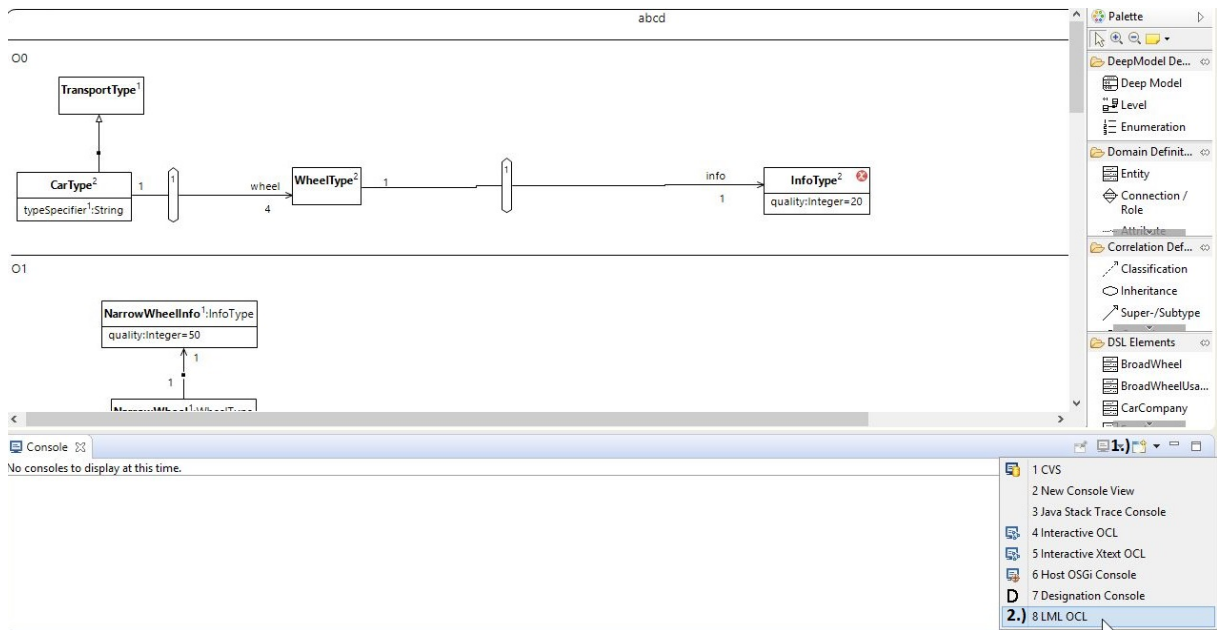 abcd
O0
TransportType1
CarType2
typeSpecifier1:String
1
1
wheel
4
WheelType2
1
1
info
1
InfoType2
quality:Integer=20
O1
NarrowWheelInfo1:InfoType
quality:Integer=50
1
1
NarrowWheel1:WheelType
Palette
DeepModel De...
Deep Model
Level
Enumeration
Domain Definit...
Entity
Connection /
Role
Attribute
Correlation Def...
Classification
Inheritance
Super-/Subtype
DSL Elements
BroadWheel
BroadWheelUsa...
CarCompany
Console
1.)
No consoles to display at this time.
1 CVS
2 New Console View
3 Java Stack Trace Console
4 Interactive OCL
5 Interactive Xtext OCL
6 Host OSGi Console
D 7 Designation Console
2.) 8 LML OCL